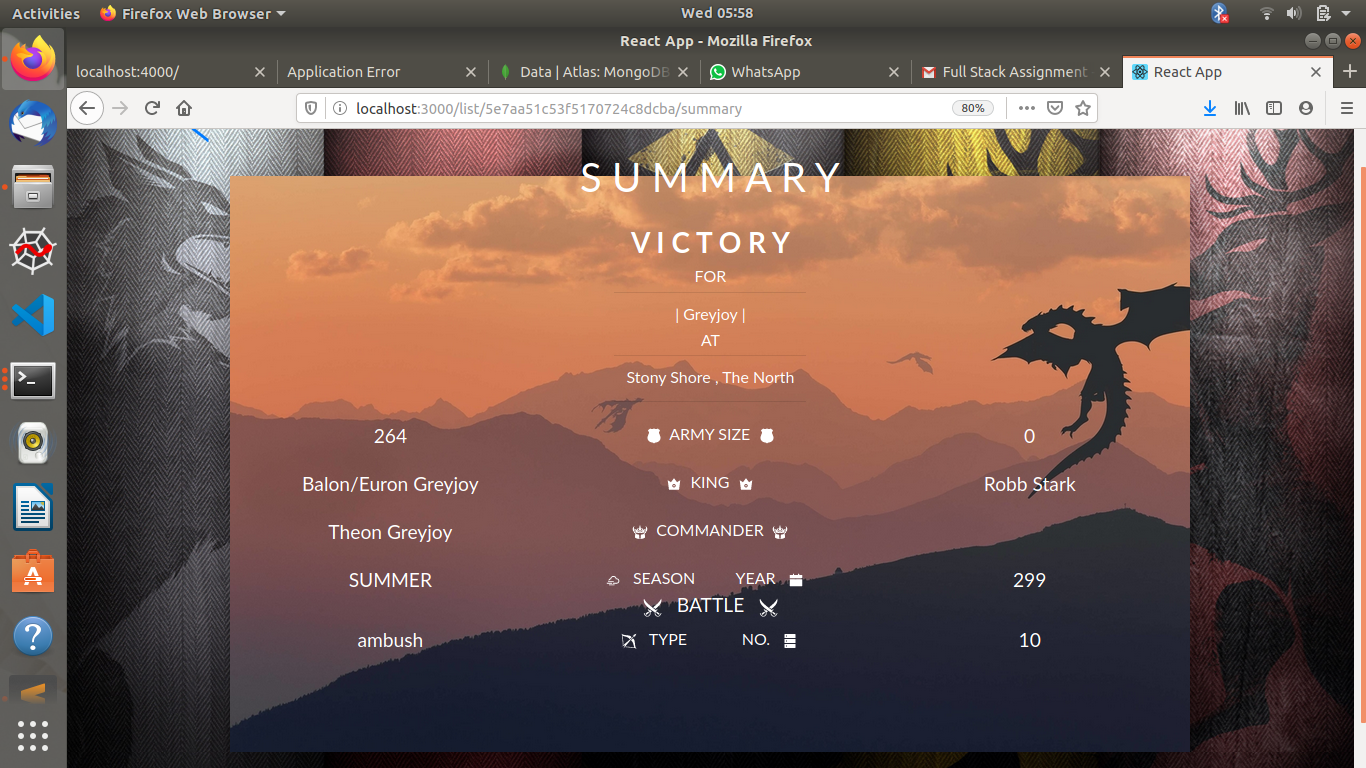 Activities Firefox Web Browser Wed 05:58
React App - Mozilla Firefox
localhost:4000/ Application Error Data | Atlas: MongoDB WhatsApp Full Stack Assignment React App
localhost:3000/list/5e7aa51c53f5170724c8dcba/summary 80%
SUMMARY
VICTORY
FOR
| Greyjoy |
AT
Stony Shore , The North
264 ARMY SIZE 0
Balon/Euron Greyjoy KING Robb Stark
Theon Greyjoy COMMANDER
SUMMER SEASON YEAR 299
BATTLE
ambush TYPE NO. 10